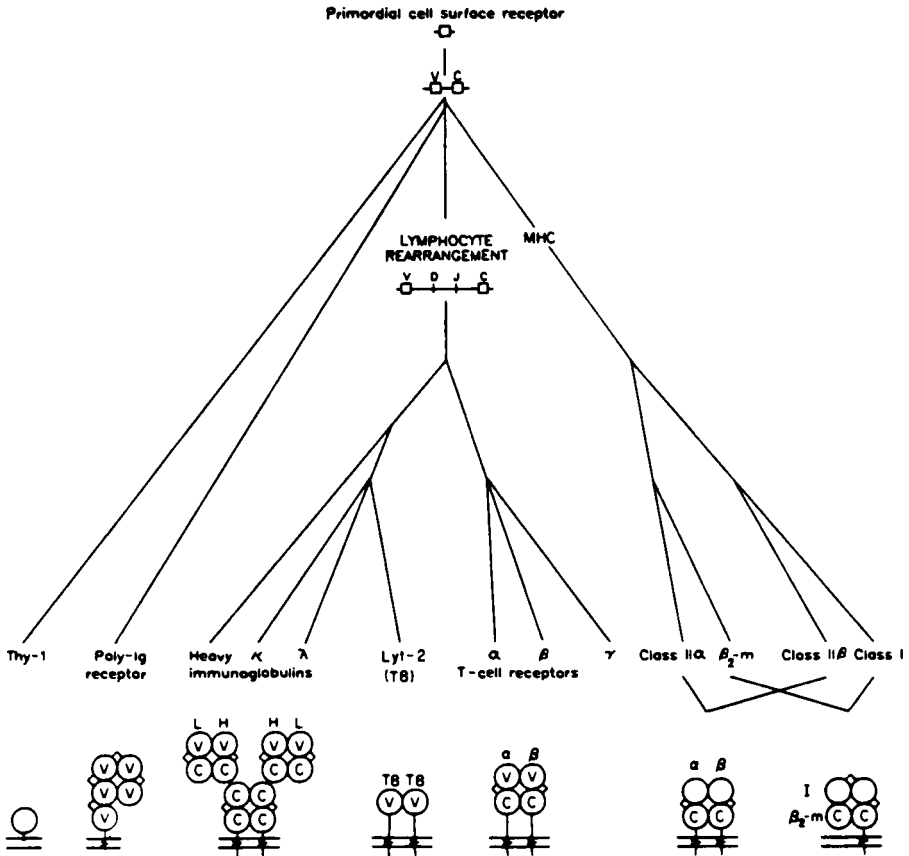 Primordial cell surface receptor
V C
LYMPHOCYTE
REARRANGEMENT
MHC
V D J C
Thy-1 Poly-Ig Heavy κ λ Lyt-2 α β γ Class IIα β2-m Class IIβ Class I
receptor immunoglobulins (T8) T-cell receptors
L H H L
V V V V
C C C C
C C
C C
V V
V V
V
T8 T8
V V
α β
V V
C C
α β
C C
I
β2-m C C